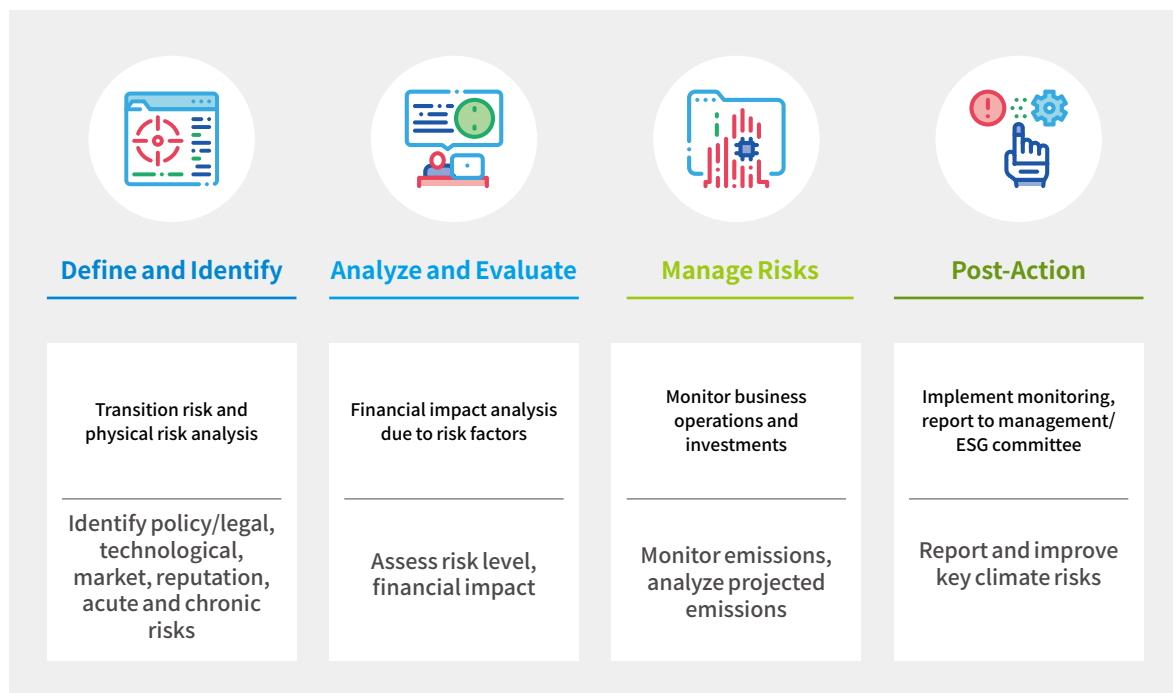 Define and Identify
Analyze and Evaluate
Manage Risks
Post-Action
Transition risk and
physical risk analysis
Financial impact analysis
due to risk factors
Monitor business
operations and
investments
Implement monitoring,
report to management/
ESG committee
Identify policy/legal,
technological,
market, reputation,
acute and chronic
risks
Assess risk level,
financial impact
Monitor emissions,
analyze projected
emissions
Report and improve
key climate risks